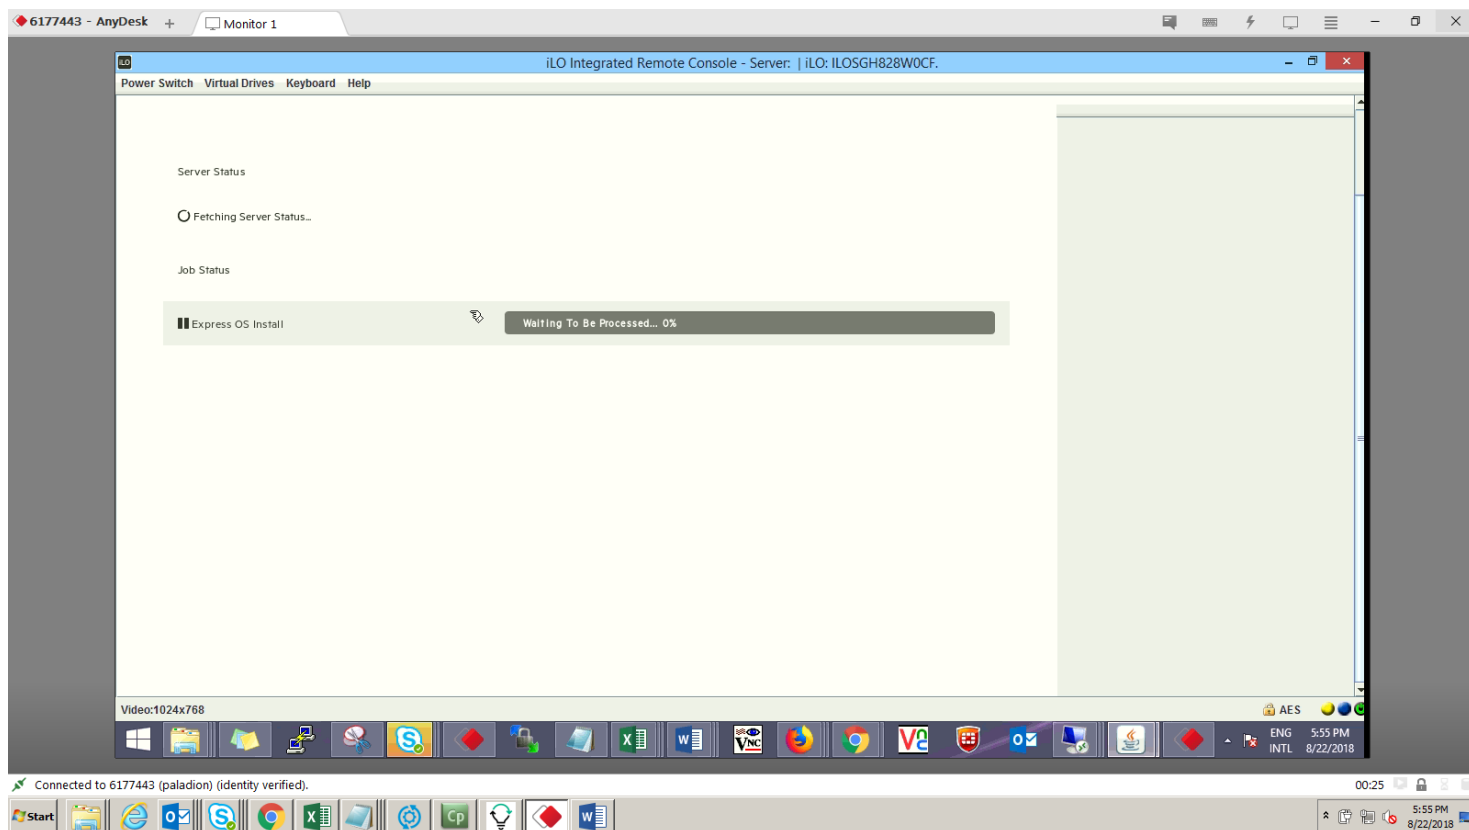 6177443 - AnyDesk
Monitor 1
iLO
iLO Integrated Remote Console - Server: | iLO: ILOSGH828W0CF.
Power Switch Virtual Drives Keyboard Help
Server Status
Fetching Server Status...
Job Status
Express OS Install
Waiting To Be Processed... 0%
Video:1024x768
AES
VNC
ENG 5:55 PM
INTL 8/22/2018
Connected to 6177443 (paladion) (identity verified).
00:25
Start
Cp
5:55 PM
8/22/2018